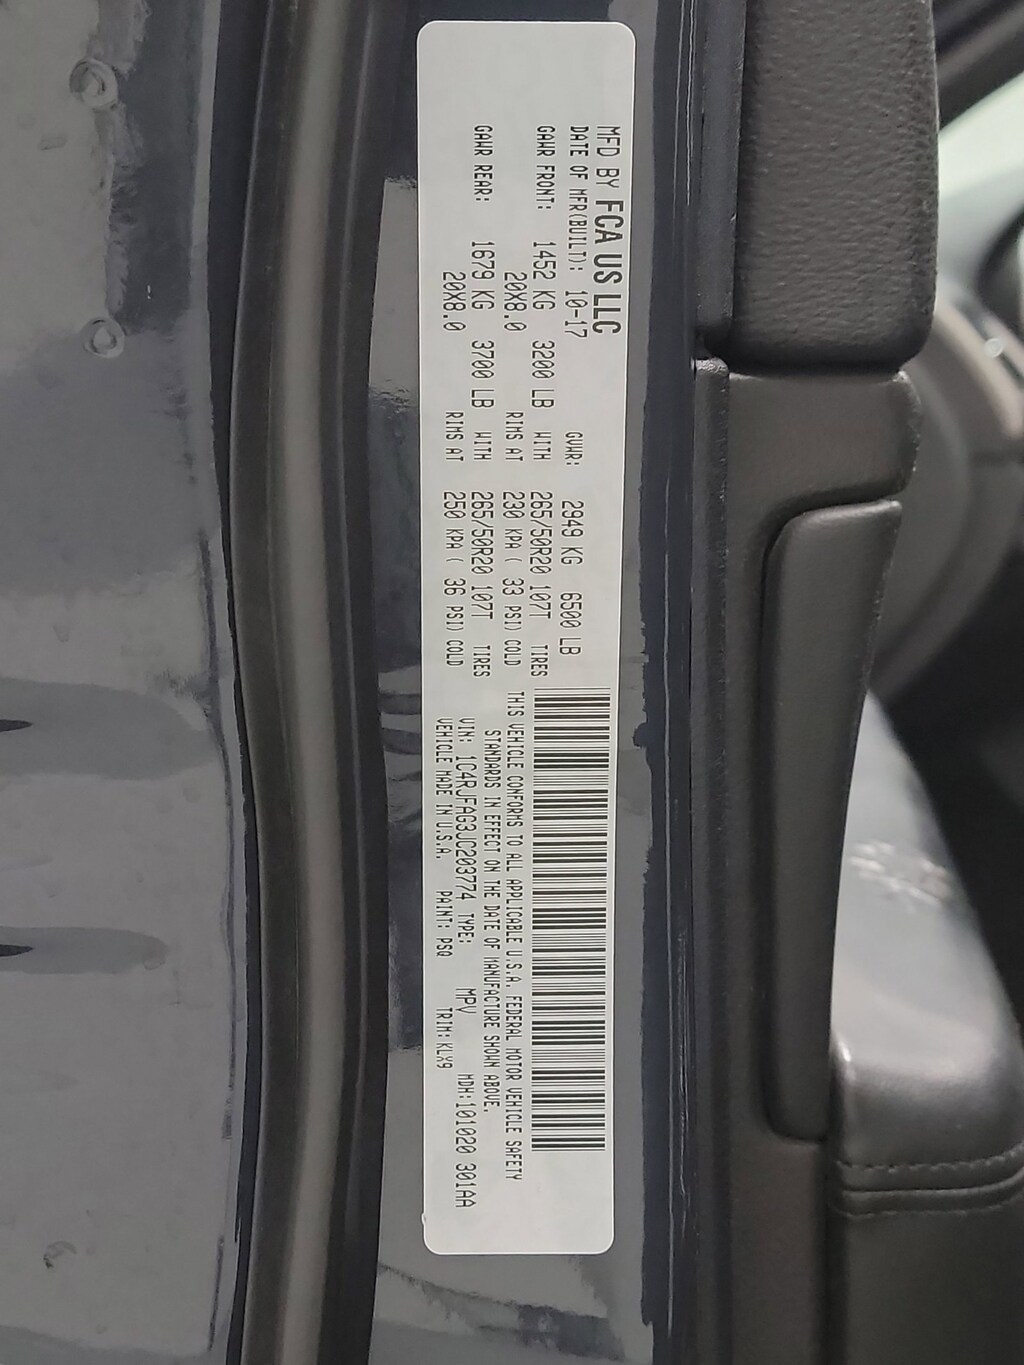 MFD BY FCA US LLC
DATE OF MFR(BUILT): 10-17 GVWR: 2949 KG 6500 LB
GAWR FRONT: 1452 KG 3200 LB WITH 265/50R20 107T TIRES
20X8.0 RIMS AT 230 KPA ( 33 PSI) COLD
GAWR REAR: 1679 KG 3700 LB WITH 265/50R20 107T TIRES
20X8.0 RIMS AT 250 KPA ( 36 PSI) COLD
THIS VEHICLE CONFORMS TO ALL APPLICABLE U.S.A. FEDERAL MOTOR VEHICLE SAFETY
STANDARDS IN EFFECT ON THE DATE OF MANUFACTURE SHOWN ABOVE.
VIN: 1C4RJFAG3JC203774 TYPE: MPV MDH:101020 301AA
VEHICLE MADE IN U.S.A. PAINT: PSQ TRIM: KLX9